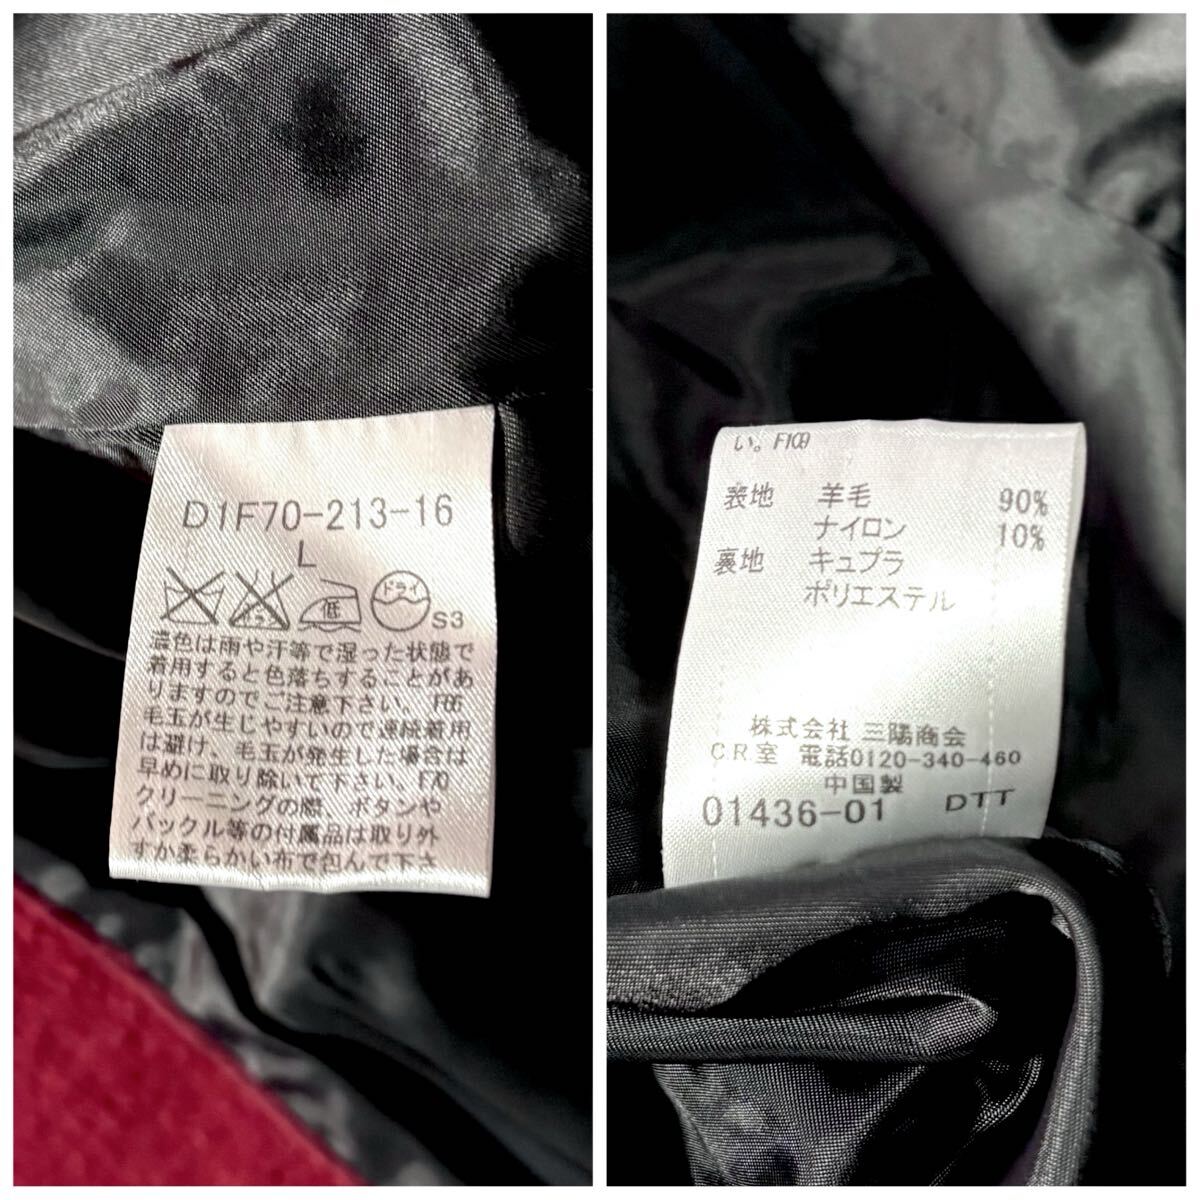 D1F70-213-16
L
低
ドライ
S3
濃色は雨や汗等で湿った状態で
着用すると色落ちすることがあ
りますのでご注意下さい。F66
毛玉が生じやすいので連続着用
は避け、毛玉が発生した場合は
早めに取り除いて下さい。F70
クリーニングの際、ボタンや
バックル等の付属品は取り外
すか柔らかい布で包んで下さ
い。F109
表地 羊毛 90%
ナイロン 10%
裏地 キュプラ
ポリエステル
株式会社 三陽商会
C.R.室 電話0120-340-460
中国製
01436-01 DTT